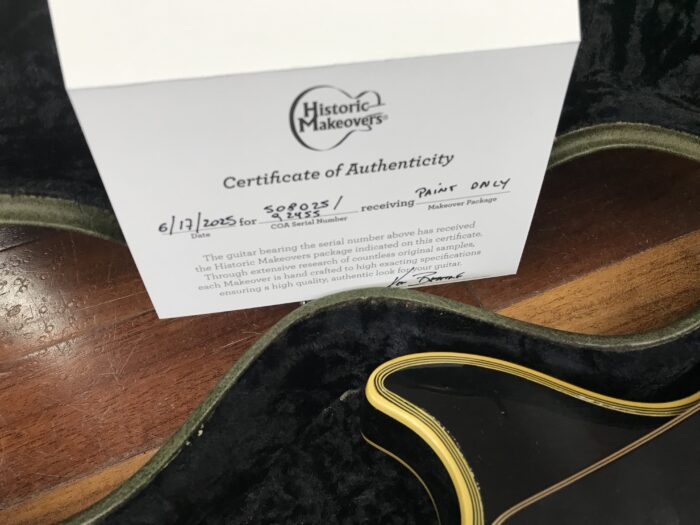 Historic
Makeovers®
Certificate of Authenticity
6/17/2025 for 508025/ 92455 receiving PAINT ONLY
Date COA Serial Number Makeover Package
The guitar bearing the serial number above has received
the Historic Makeovers package indicated on this certificate.
Through extensive research of countless original samples,
each Makeover is hand crafted to high exacting specifications
ensuring a high quality, authentic look for your guitar.